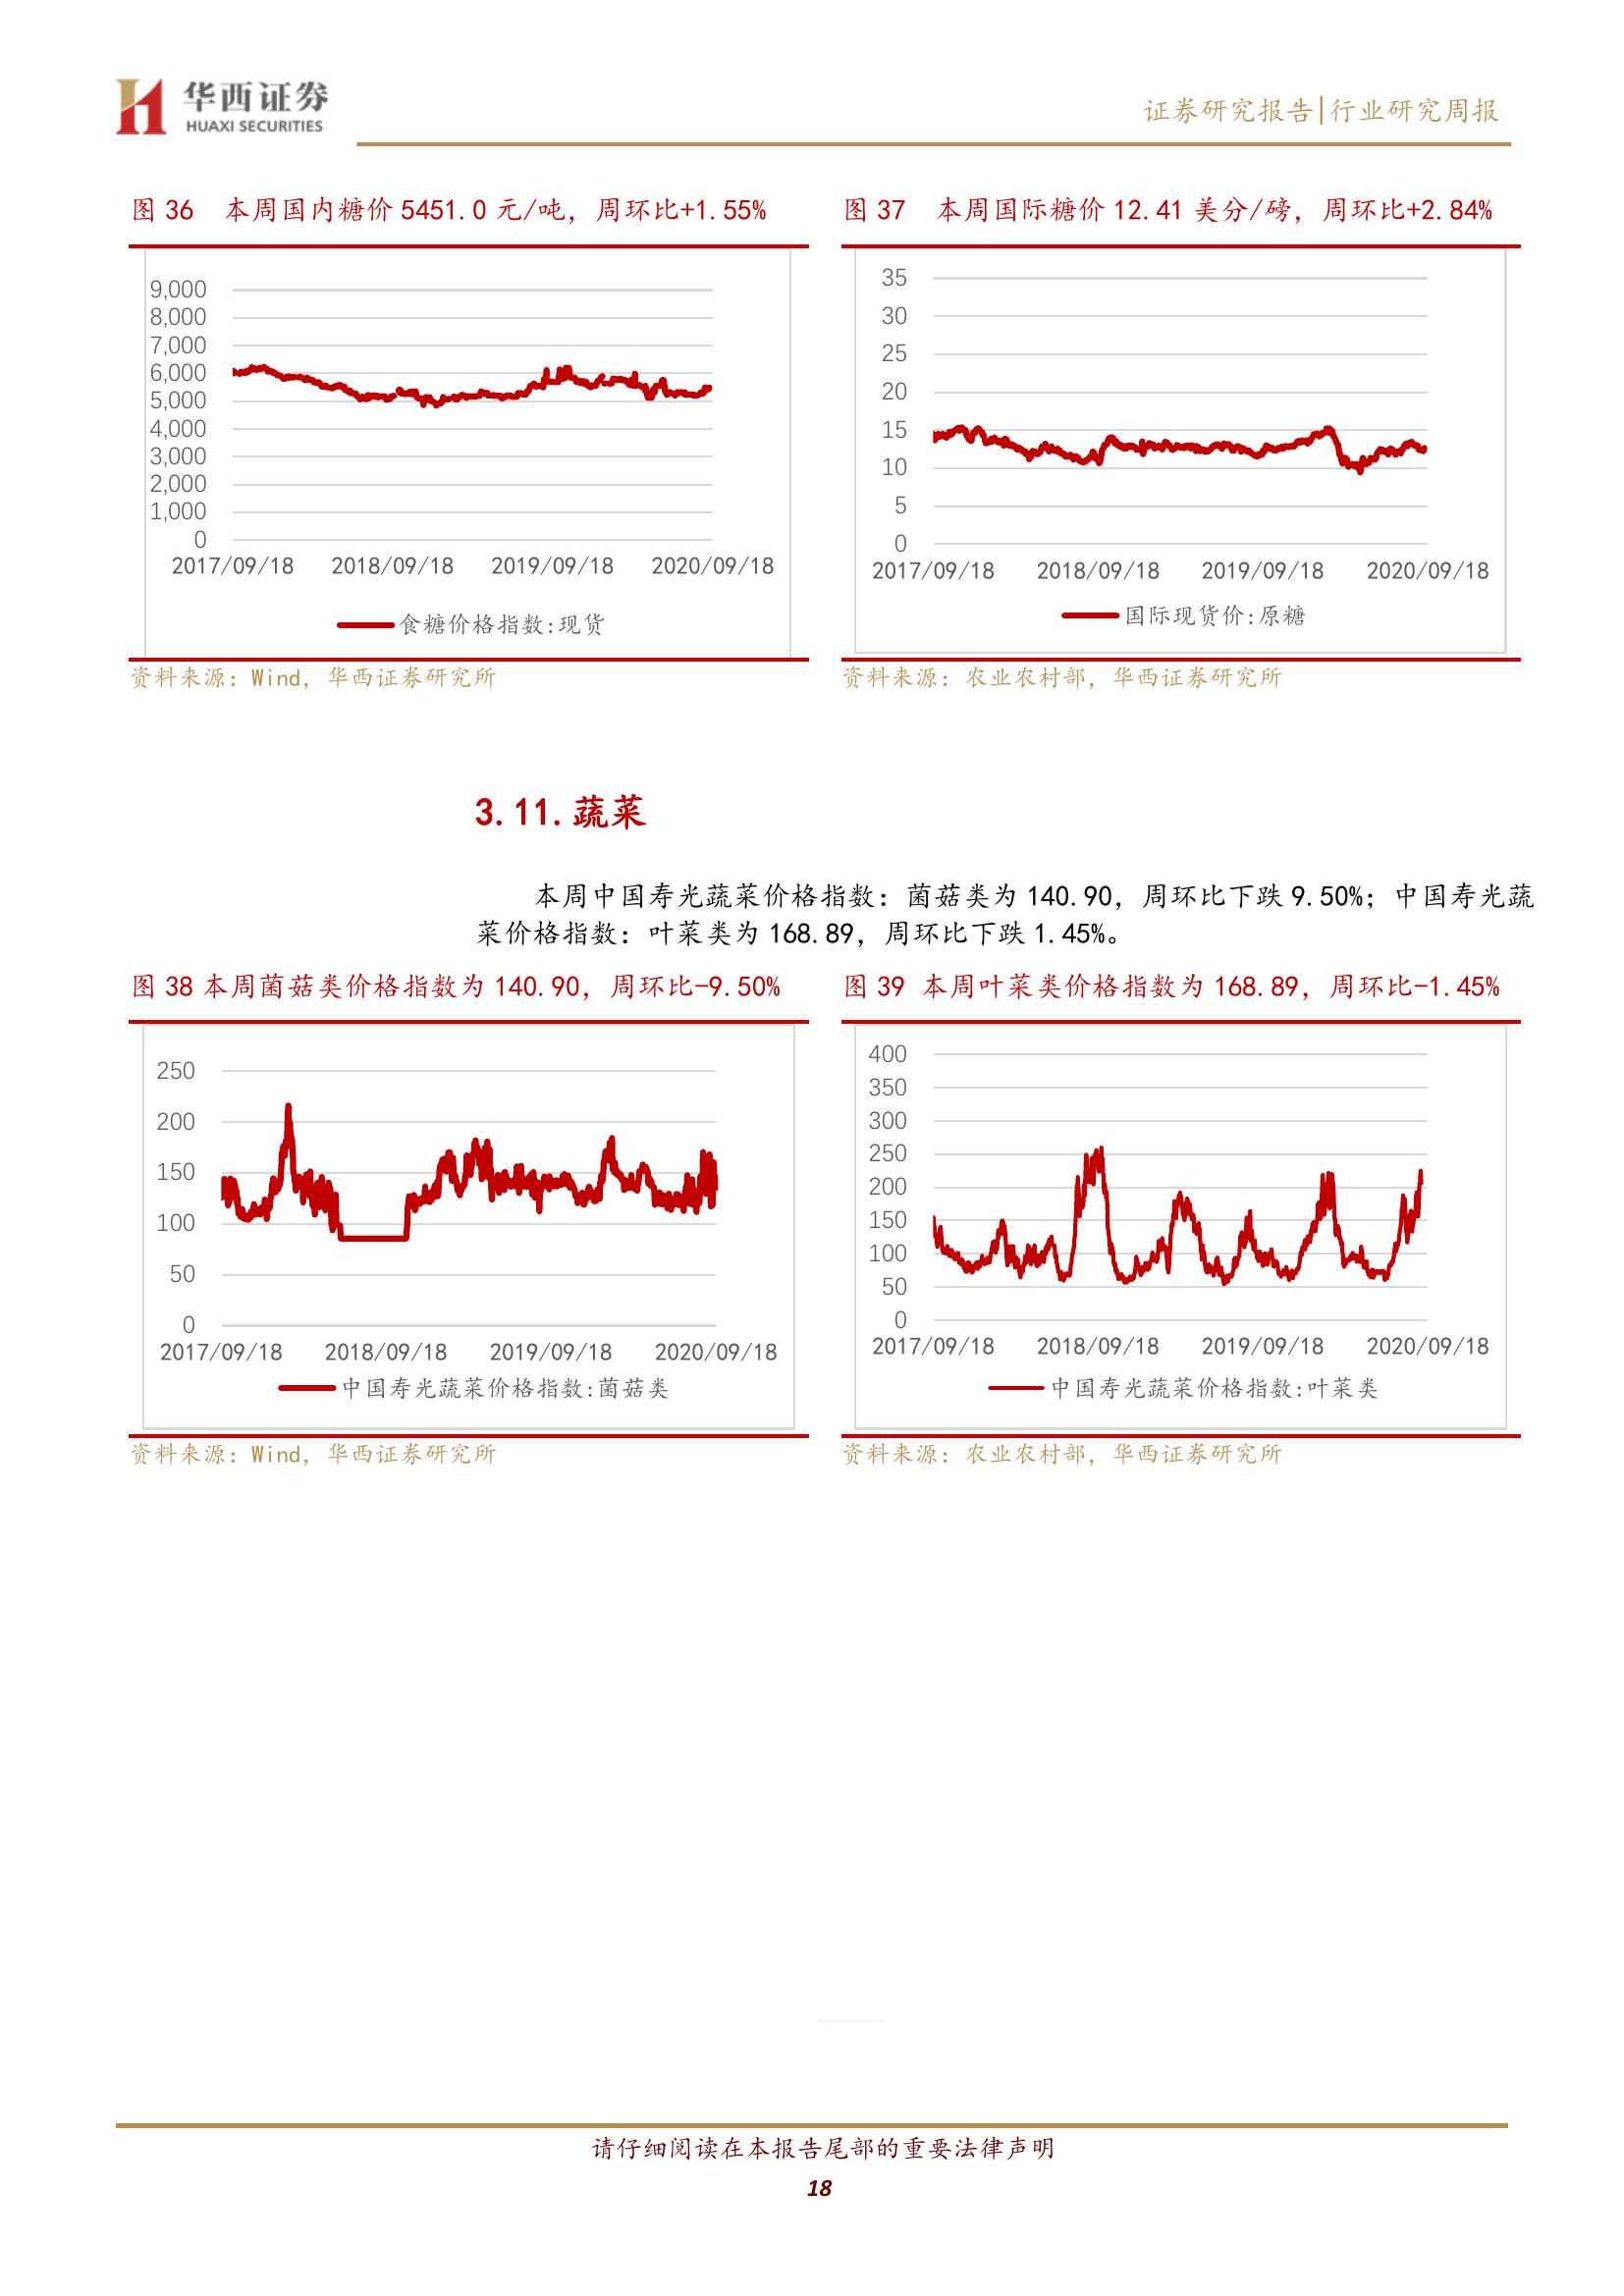 华西证券
HUAXI SECURITIES
证券研究报告|行业研究周报
图 36 本周国内糖价 5451.0 元/吨，周环比+1.55%
9,000
8,000
7,000
6,000
5,000
4,000
3,000
2,000
1,000
0
2017/09/18 2018/09/18 2019/09/18 2020/09/18
食糖价格指数:现货
资料来源：Wind，华西证券研究所
图 37 本周国际糖价 12.41 美分/磅，周环比+2.84%
35
30
25
20
15
10
5
0
2017/09/18 2018/09/18 2019/09/18 2020/09/18
国际现货价:原糖
资料来源：农业农村部，华西证券研究所
3.11.蔬菜
本周中国寿光蔬菜价格指数：菌菇类为 140.90，周环比下跌 9.50%；中国寿光蔬
菜价格指数：叶菜类为 168.89，周环比下跌 1.45%。
图 38 本周菌菇类价格指数为 140.90，周环比-9.50%
250
200
150
100
50
0
2017/09/18 2018/09/18 2019/09/18 2020/09/18
中国寿光蔬菜价格指数:菌菇类
资料来源：Wind，华西证券研究所
图 39 本周叶菜类价格指数为 168.89，周环比-1.45%
400
350
300
250
200
150
100
50
0
2017/09/18 2018/09/18 2019/09/18 2020/09/18
中国寿光蔬菜价格指数:叶菜类
资料来源：农业农村部，华西证券研究所
请仔细阅读在本报告尾部的重要法律声明
18